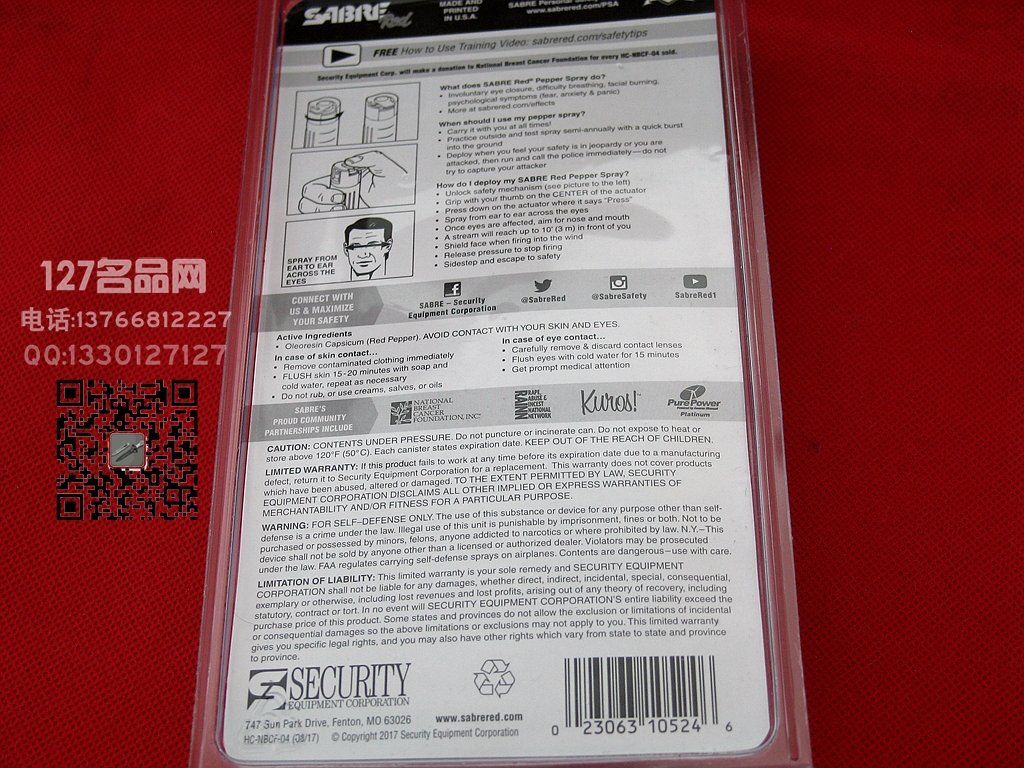 SABRE Red
MADE AND
PRINTED
IN U.S.A.
SABRE Personal
www.sabrered.com/PSA
FREE How to Use Training Video: sabrered.com/safetytips
Security Equipment Corp. will make a donation to National Breast Cancer Foundation for every HC-NBCF-04 sold.
What does SABRE Red® Pepper Spray do?
• Involuntary eye closure, difficulty breathing, facial burning,
psychological symptoms (fear, anxiety & panic)
• More at sabrered.com/effects
When should I use my pepper spray?
• Carry it with you at all times!
• Practice outside and test spray semi-annually with a quick burst
into the ground
• Deploy when you feel your safety is in jeopardy or you are
attacked, then run and call the police immediately—do not
try to capture your attacker
How do I deploy my SABRE Red Pepper Spray?
• Unlock safety mechanism (see picture to the left)
• Grip with your thumb on the CENTER of the actuator
• Press down on the actuator where it says "Press"
• Spray from ear to ear across the eyes
• Once eyes are affected, aim for nose and mouth
• A stream will reach up to 10' (3 m) in front of you
• Shield face when firing into the wind
• Release pressure to stop firing
• Sidestep and escape to safety
SPRAY FROM
EAR TO EAR
ACROSS THE
EYES
CONNECT WITH
US & MAXIMIZE
YOUR SAFETY
SABRE – Security
Equipment Corporation
@SabreRed
@SabreSafety
SabreRed1
Active Ingredients
• Oleoresin Capsicum (Red Pepper). AVOID CONTACT WITH YOUR SKIN AND EYES.
In case of skin contact...
• Remove contaminated clothing immediately
• FLUSH skin 15-20 minutes with soap and
cold water, repeat as necessary
• Do not rub, or use creams, salves, or oils
In case of eye contact...
• Carefully remove & discard contact lenses
• Flush eyes with cold water for 15 minutes
• Get prompt medical attention
SABRE'S
PROUD COMMUNITY
PARTNERSHIPS INCLUDE
NATIONAL
BREAST
CANCER
FOUNDATION, INC.
RAINN
RAPE,
ABUSE &
INCEST
NATIONAL
NETWORK
Kuros!
Pure Power
Platinum
CAUTION: CONTENTS UNDER PRESSURE. Do not puncture or incinerate can. Do not expose to heat or
store above 120°F (50°C). Each canister states expiration date. KEEP OUT OF THE REACH OF CHILDREN.
LIMITED WARRANTY: If this product fails to work at any time before its expiration date due to a manufacturing
defect, return it to Security Equipment Corporation for a replacement. This warranty does not cover products
which have been abused, altered or damaged. TO THE EXTENT PERMITTED BY LAW, SECURITY
EQUIPMENT CORPORATION DISCLAIMS ALL OTHER IMPLIED OR EXPRESS WARRANTIES OF
MERCHANTABILITY AND/OR FITNESS FOR A PARTICULAR PURPOSE.
WARNING: FOR SELF–DEFENSE ONLY. The use of this substance or device for any purpose other than self-
defense is a crime under the law. Illegal use of this unit is punishable by imprisonment, fines or both. Not to be
purchased or possessed by minors, felons, anyone addicted to narcotics or where prohibited by law. N.Y.–This
device shall not be sold by anyone other than a licensed or authorized dealer. Violators may be prosecuted
under the law. FAA regulates carrying self-defense sprays on airplanes. Contents are dangerous–use with care.
LIMITATION OF LIABILITY: This limited warranty is your sole remedy and SECURITY EQUIPMENT
CORPORATION shall not be liable for any damages, whether direct, indirect, incidental, special, consequential,
exemplary or otherwise, including lost revenues and lost profits, arising out of any theory of recovery, including
statutory, contract or tort. In no event will SECURITY EQUIPMENT CORPORATION'S entire liability exceed the
purchase price of this product. Some states and provinces do not allow the exclusion or limitations of incidental
or consequential damages so the above limitations or exclusions may not apply to you. This limited warranty
gives you specific legal rights, and you may also have other rights which vary from state to state and province
to province.
SECURITY
EQUIPMENT CORPORATION
747 Sun Park Drive, Fenton, MO 63026
www.sabrered.com
HC-NBCF-04 (08/17) © Copyright 2017 Security Equipment Corporation
0 23063 10524 6
127名品网
电话:13766812227
QQ:1330127127